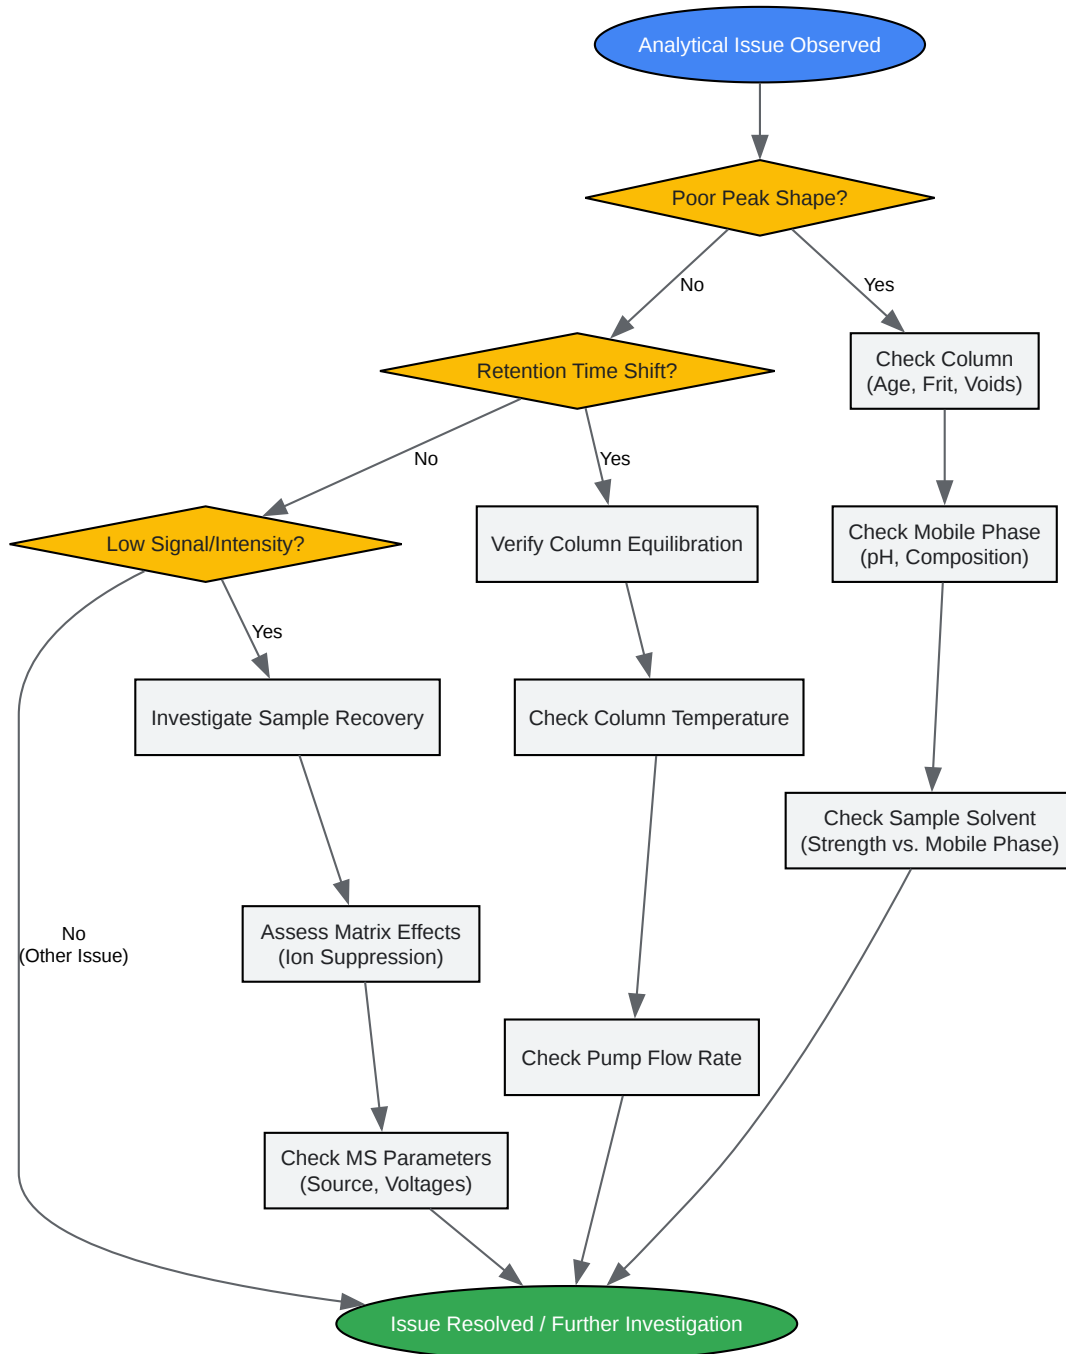 Analytical Issue Observed
Poor Peak Shape?
No
Yes
Retention Time Shift?
Check Column
(Age, Frit, Voids)
No
Yes
Low Signal/Intensity?
Verify Column Equilibration
Check Mobile Phase
(pH, Composition)
Yes
Investigate Sample Recovery
Check Column Temperature
Check Sample Solvent
(Strength vs. Mobile Phase)
No
(Other Issue)
Assess Matrix Effects
(Ion Suppression)
Check Pump Flow Rate
Check MS Parameters
(Source, Voltages)
Issue Resolved / Further Investigation